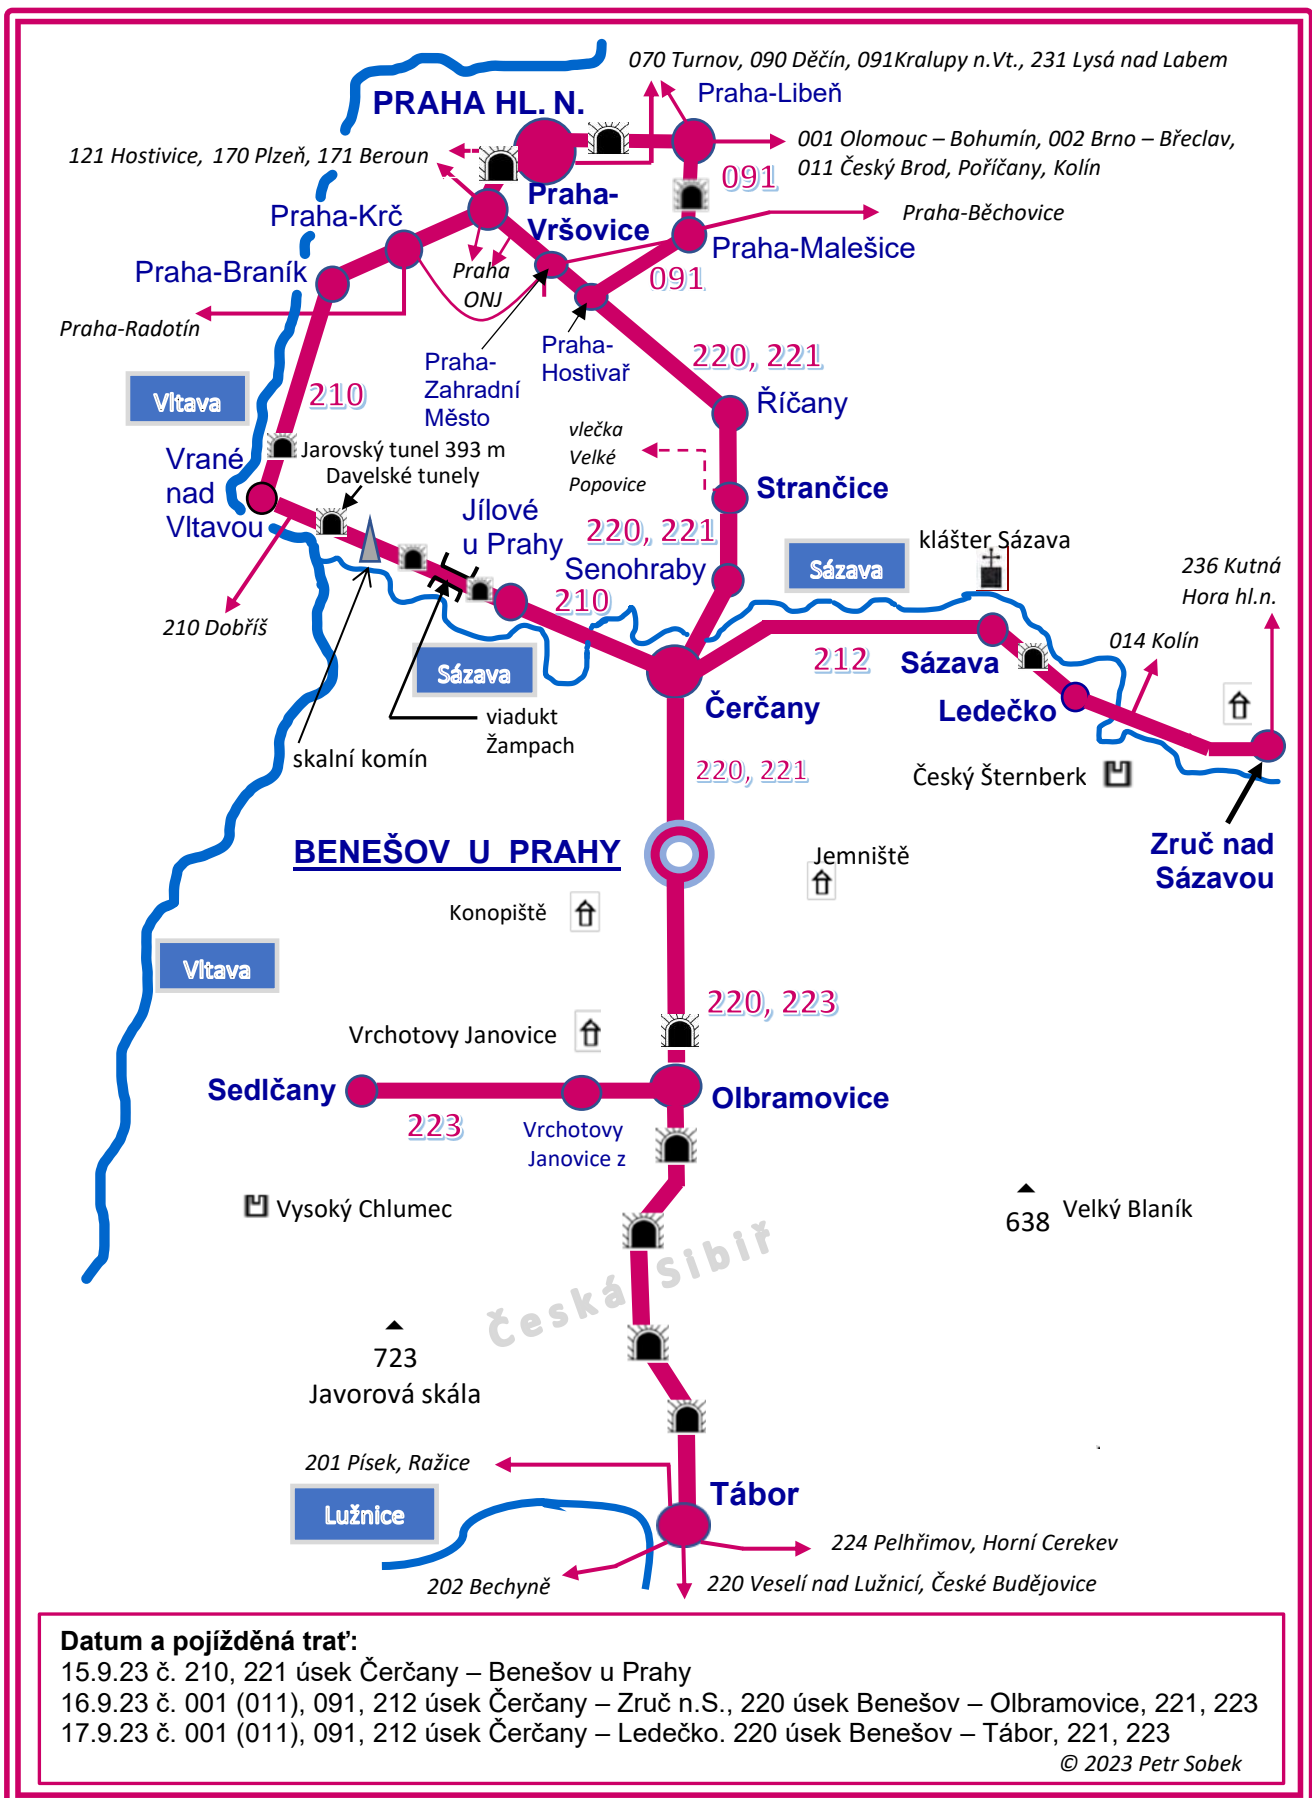 070 Turnov, 090 Děčín, 091Kralupy n.Vt., 231 Lysá nad Labem
PRAHA HL. N.
Praha-Libeň
001 Olomouc – Bohumín, 002 Brno – Břeclav,
011 Český Brod, Poříčany, Kolín
121 Hostivice, 170 Plzeň, 171 Beroun
091
Praha-Krč
Praha-
Vršovice
Praha-Běchovice
Praha-Malešice
Praha-Braník
Praha
ONJ
091
Praha-Radotín
Praha-
Zahradní
Město
Praha-
Hostivař
220, 221
Vltava
210
Říčany
Jarovský tunel 393 m
Davelské tunely
vlečka
Velké
Popovice
Vrané
nad
Vltavou
Strančice
Jílové
u Prahy
220, 221
Senohraby
Sázava
klášter Sázava
236 Kutná
Hora hl.n.
210
210 Dobříš
014 Kolín
Sázava
212
Sázava
Ledečko
Čerčany
viadukt
Žampach
skalní komín
220, 221
Český Šternberk
BENEŠOV U PRAHY
Jemniště
Zruč nad
Sázavou
Konopiště
Vltava
220, 223
Vrchotovy Janovice
Sedlčany
Olbramovice
223
Vrchotovy
Janovice z
Vysoký Chlumec
638
Velký Blaník
Česká Sibiř
723
Javorová skála
201 Písek, Ražice
Tábor
Lužnice
224 Pelhřimov, Horní Cerekev
202 Bechyně
220 Veselí nad Lužnicí, České Budějovice
Datum a pojížděná trať:
15.9.23 č. 210, 221 úsek Čerčany – Benešov u Prahy
16.9.23 č. 001 (011), 091, 212 úsek Čerčany – Zruč n.S., 220 úsek Benešov – Olbramovice, 221, 223
17.9.23 č. 001 (011), 091, 212 úsek Čerčany – Ledečko. 220 úsek Benešov – Tábor, 221, 223
© 2023 Petr Sobek